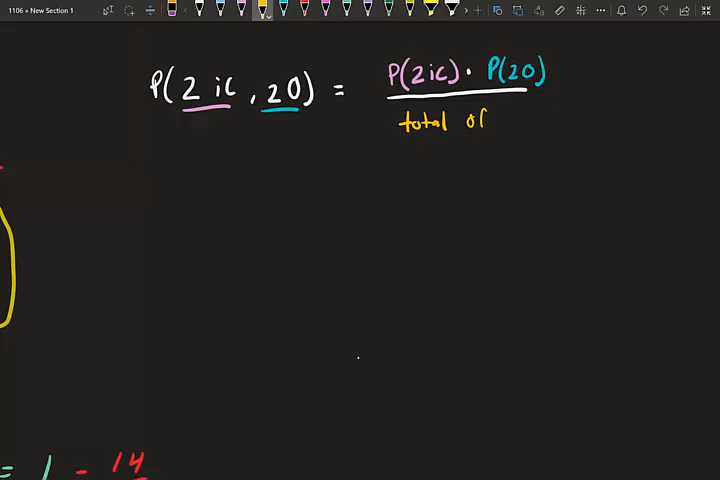 1106 » New Section 1
P(2 ic, 20) = P(2ic) · P(20)
total of
= 1 - 14